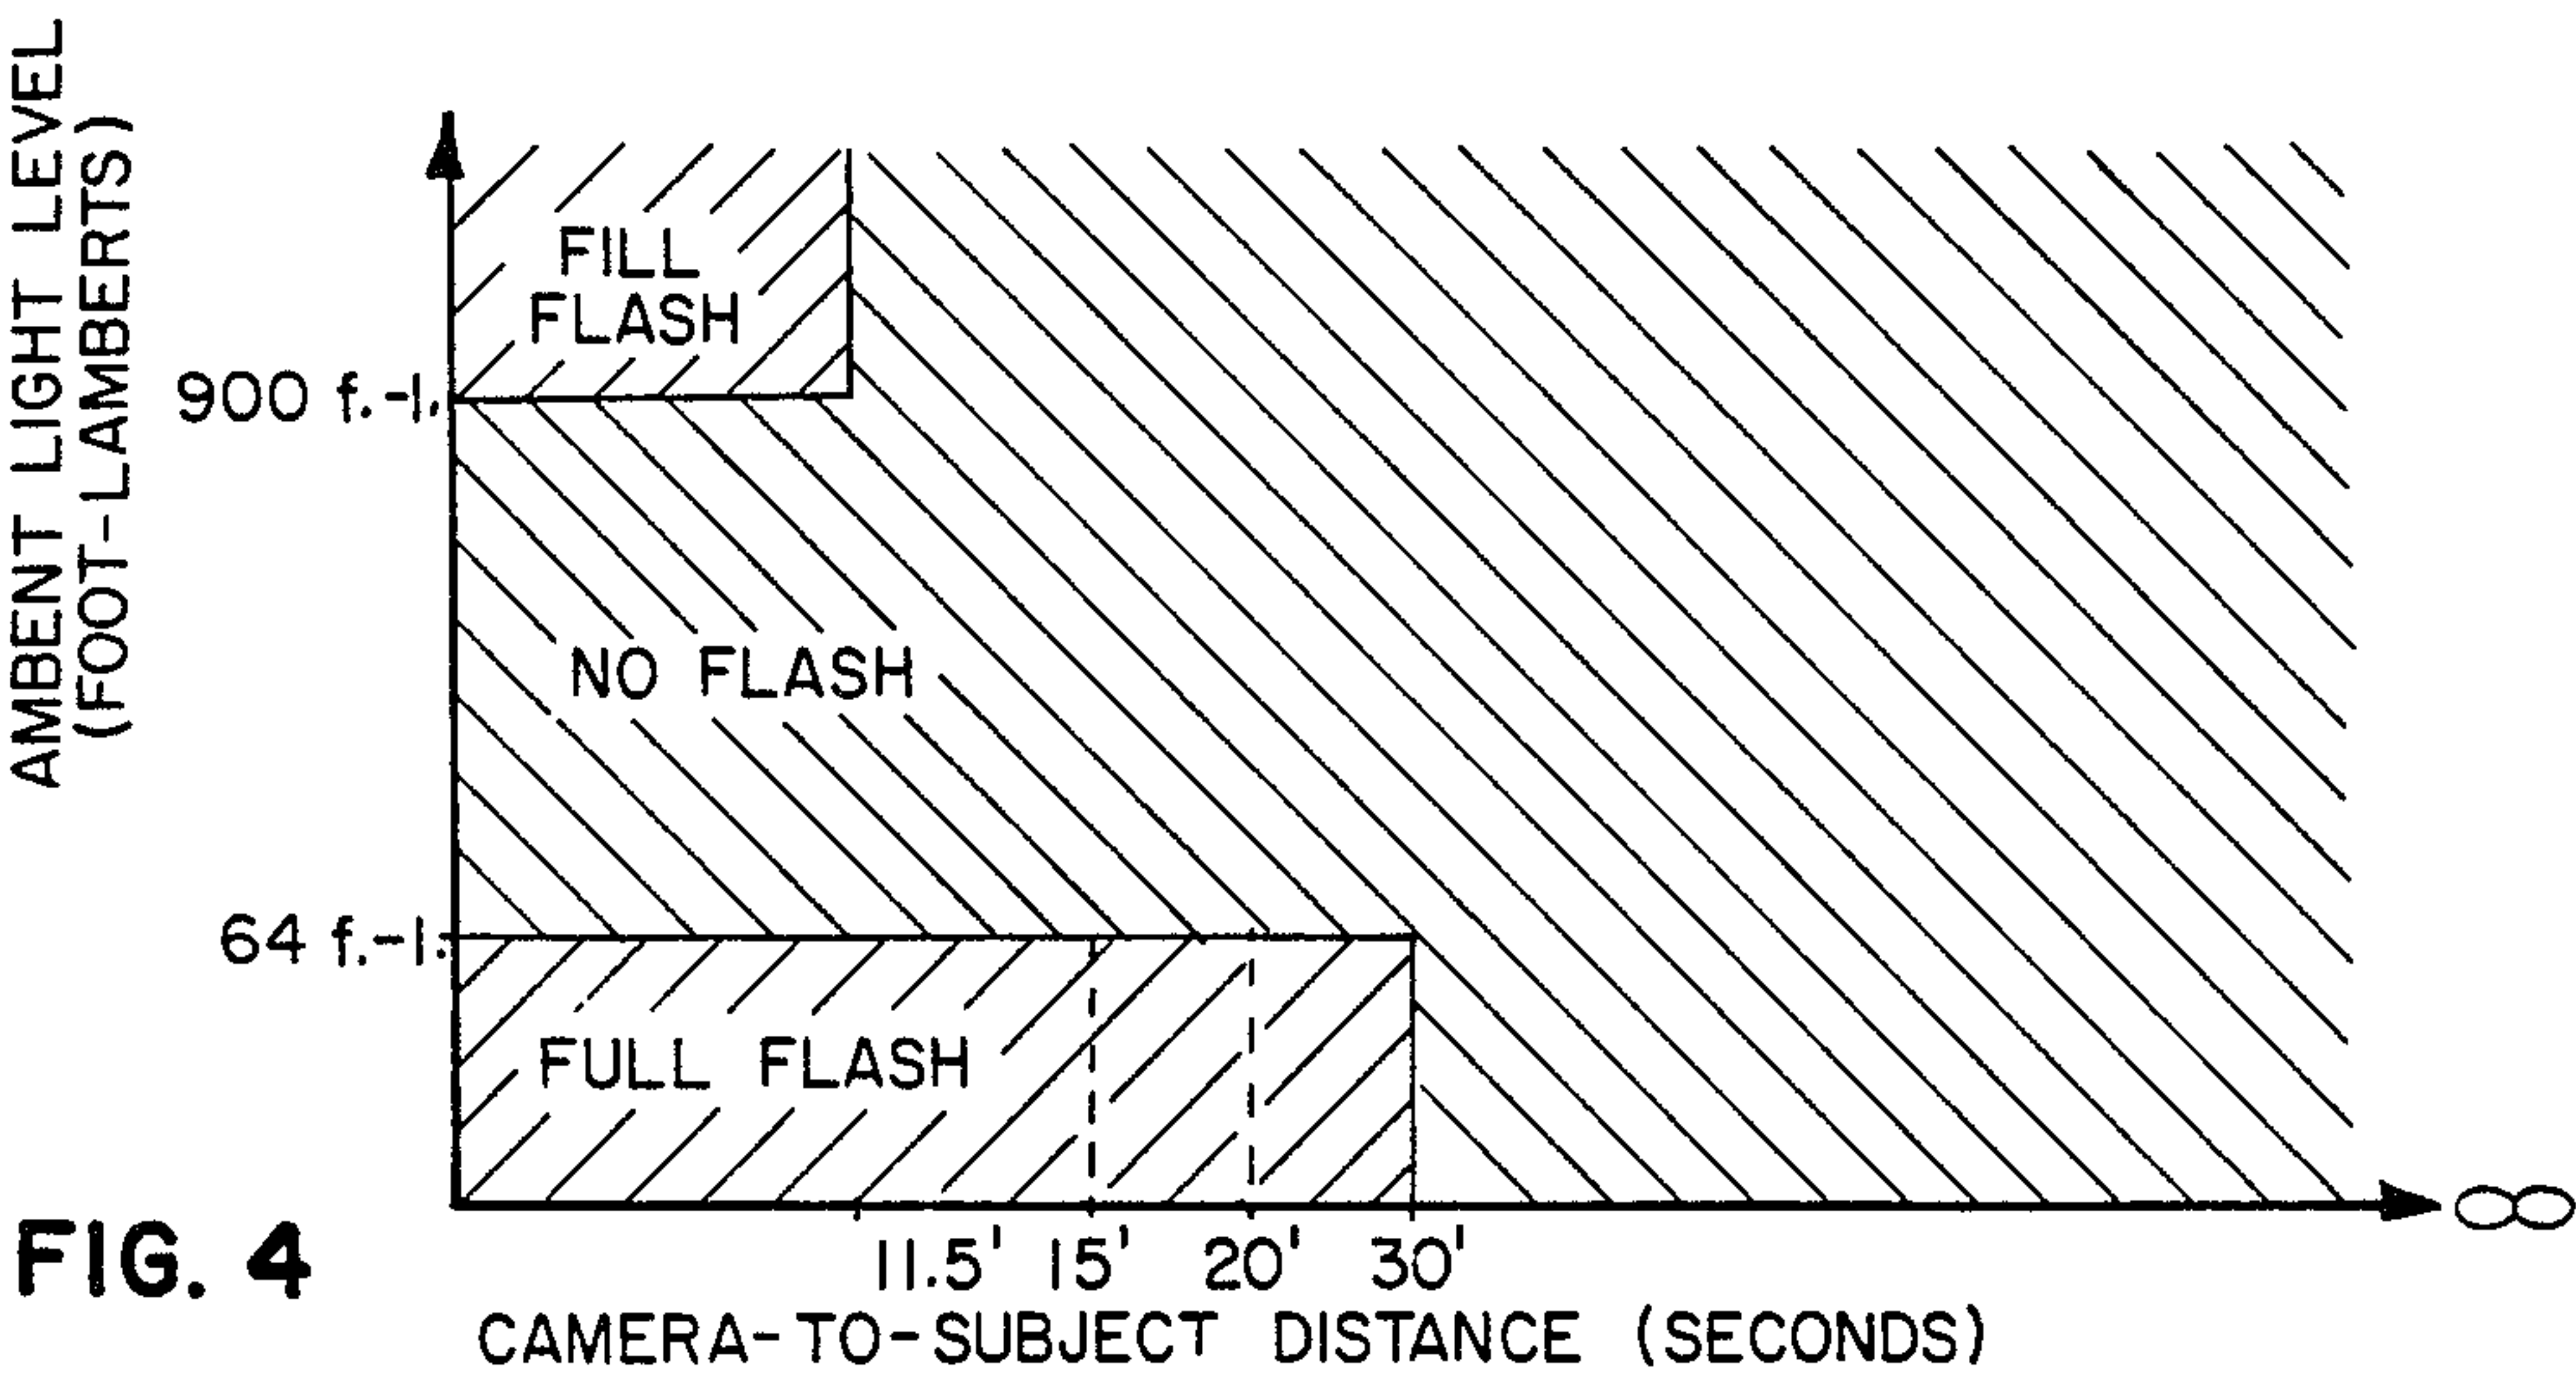 AMBENT LIGHT LEVEL
(FOOT-LAMBERTS)
FILL
FLASH
900 f.-l.
NO FLASH
64 f.-l.
FULL FLASH
11.5' 15' 20' 30'
∞
FIG. 4
CAMERA-TO-SUBJECT DISTANCE (SECONDS)